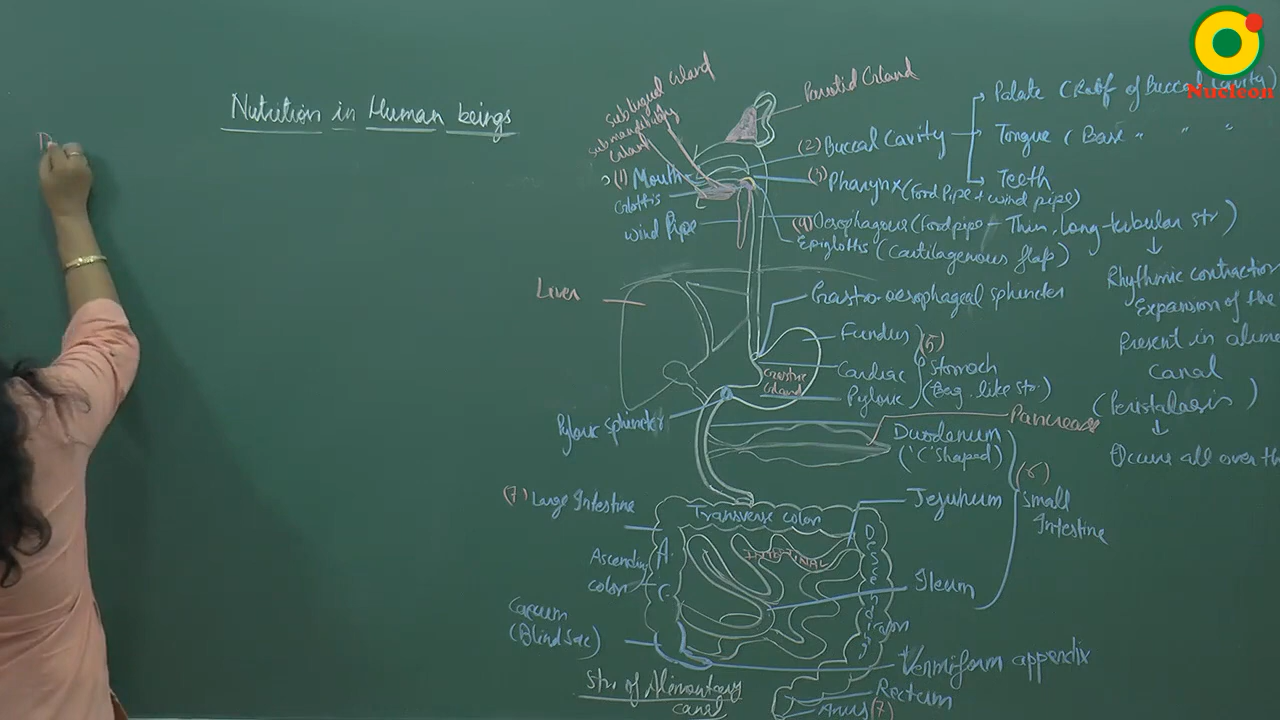 Nucleon
Nutrition in Human beings
Sublingual Gland
Submandibular
Gland
Parotid Gland
(1) Mouth
Glottis
Wind Pipe
(2) Buccal Cavity
Palate (Roof of Buccal Cavity)
Tongue (Base " " "
Teeth
(3) Pharynx (Food Pipe + wind pipe)
(4) Oesophagous (Food pipe - Thin, Long-tubular str)
Epiglottis (Cartilagenous flap)
Rhythmic contraction
Expansion of the
Present in alime
Canal
(Peristalsis)
Occurs all over th
Liver
Gastro-oesophageal sphincter
Fundus
Cardiac
Pyloric
(5)
Stomach
(Bag-like str.)
Gastric
Gland
Pyloric sphincter
Pancreas
Duodenum
('C' Shaped)
Jejunum
Ileum
(6)
Small
Intestine
(7) Large Intestine
Transverse colon
A.
C.
Ascending
colon
INTESTINAL
Caecum
(Blind Sac)
Vermiform appendix
Rectum
Anus (7)
Str. of Alimentary
canal